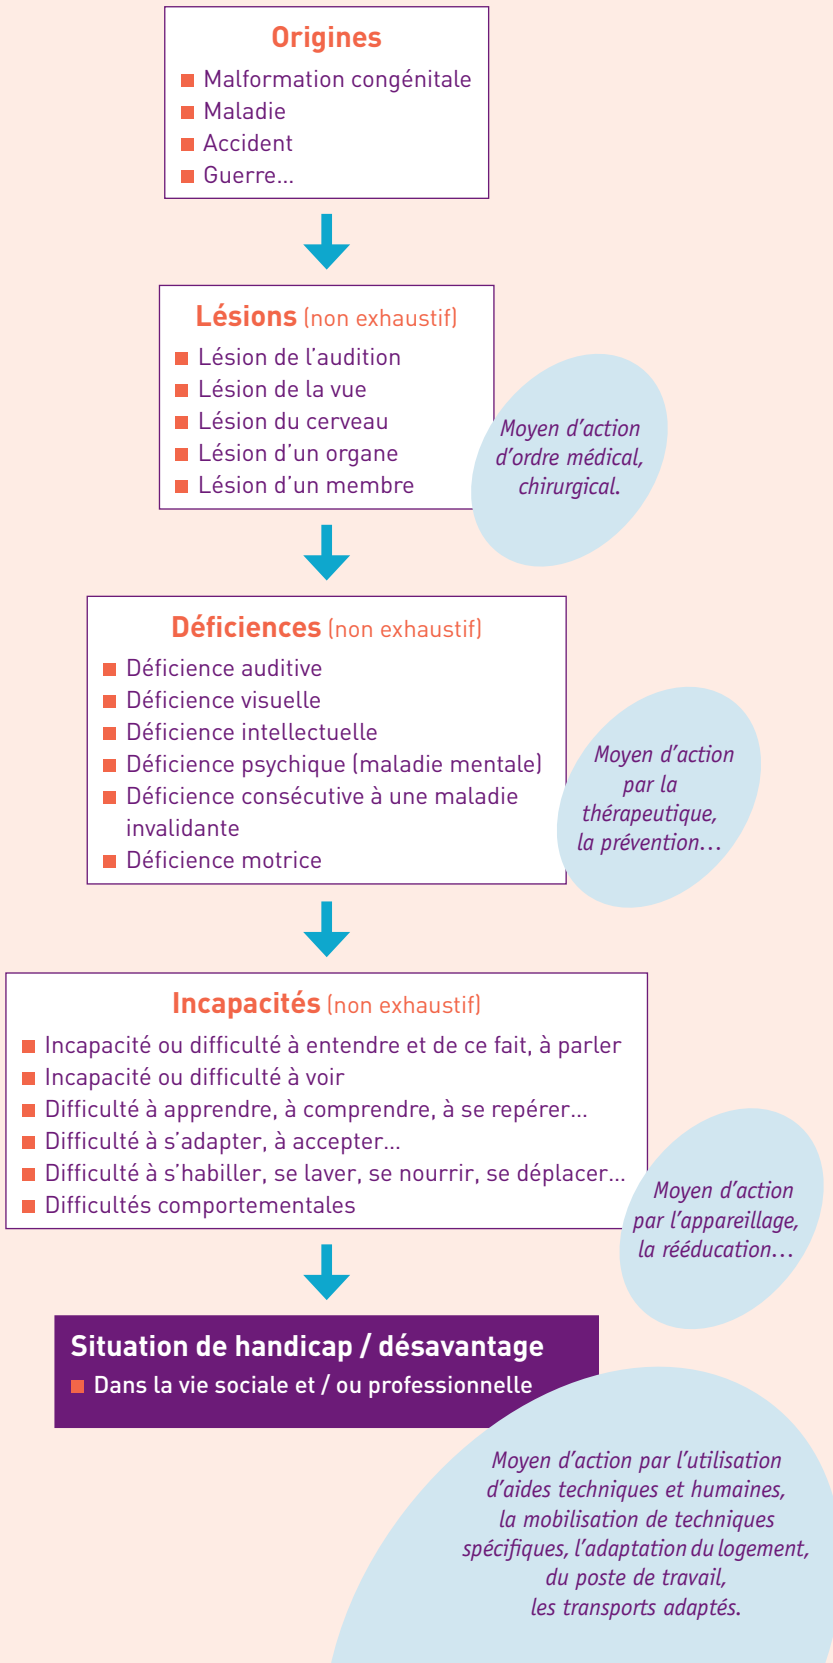 Origines
Malformation congénitale
Maladie
Accident
Guerre...
Lésions (non exhaustif)
Lésion de l'audition
Lésion de la vue
Lésion du cerveau
Lésion d'un organe
Lésion d'un membre
Moyen d'action
d'ordre médical,
chirurgical.
Déficiences (non exhaustif)
Déficience auditive
Déficience visuelle
Déficience intellectuelle
Déficience psychique (maladie mentale)
Déficience consécutive à une maladie
invalidante
Déficience motrice
Moyen d'action
par la
thérapeutique,
la prévention...
Incapacités (non exhaustif)
Incapacité ou difficulté à entendre et de ce fait, à parler
Incapacité ou difficulté à voir
Difficulté à apprendre, à comprendre, à se repérer...
Difficulté à s'adapter, à accepter...
Difficulté à s'habiller, se laver, se nourrir, se déplacer...
Difficultés comportementales
Moyen d'action
par l'appareillage,
la rééducation...
Situation de handicap / désavantage
Dans la vie sociale et / ou professionnelle
Moyen d'action par l'utilisation
d'aides techniques et humaines,
la mobilisation de techniques
spécifiques, l'adaptation du logement,
du poste de travail,
les transports adaptés.